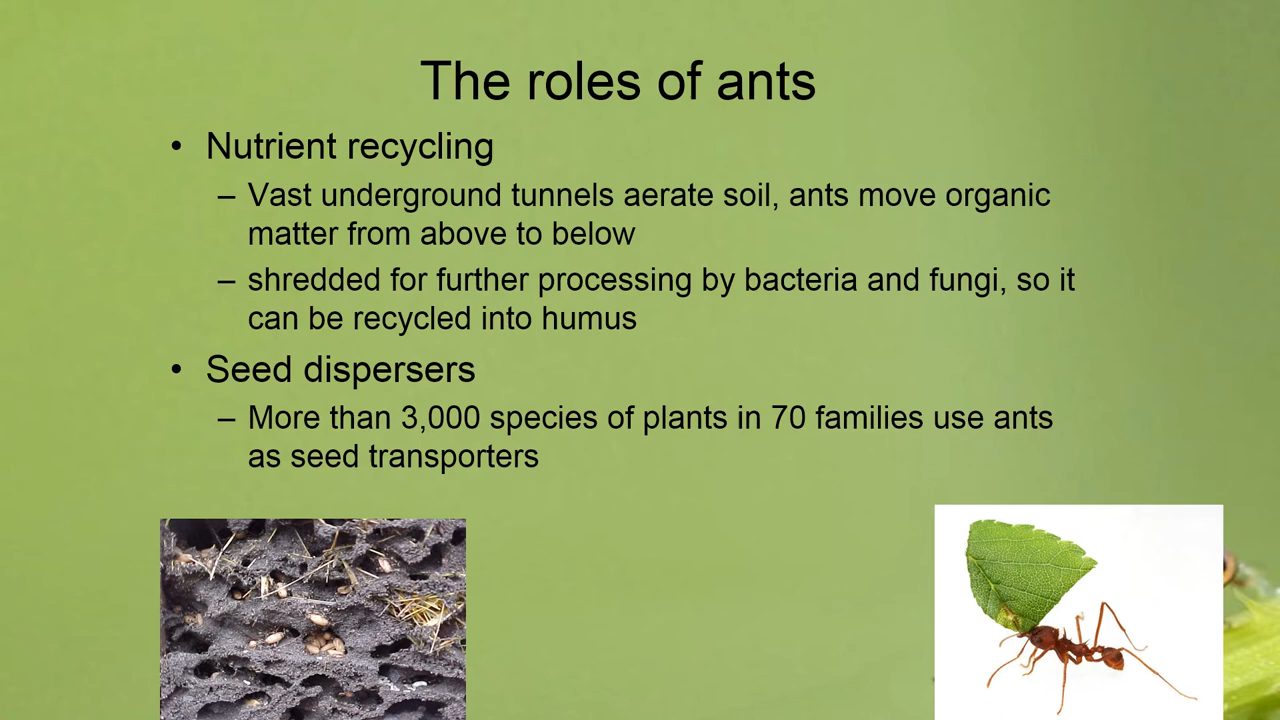 The roles of ants
• Nutrient recycling
– Vast underground tunnels aerate soil, ants move organic
matter from above to below
– shredded for further processing by bacteria and fungi, so it
can be recycled into humus
• Seed dispersers
– More than 3,000 species of plants in 70 families use ants
as seed transporters